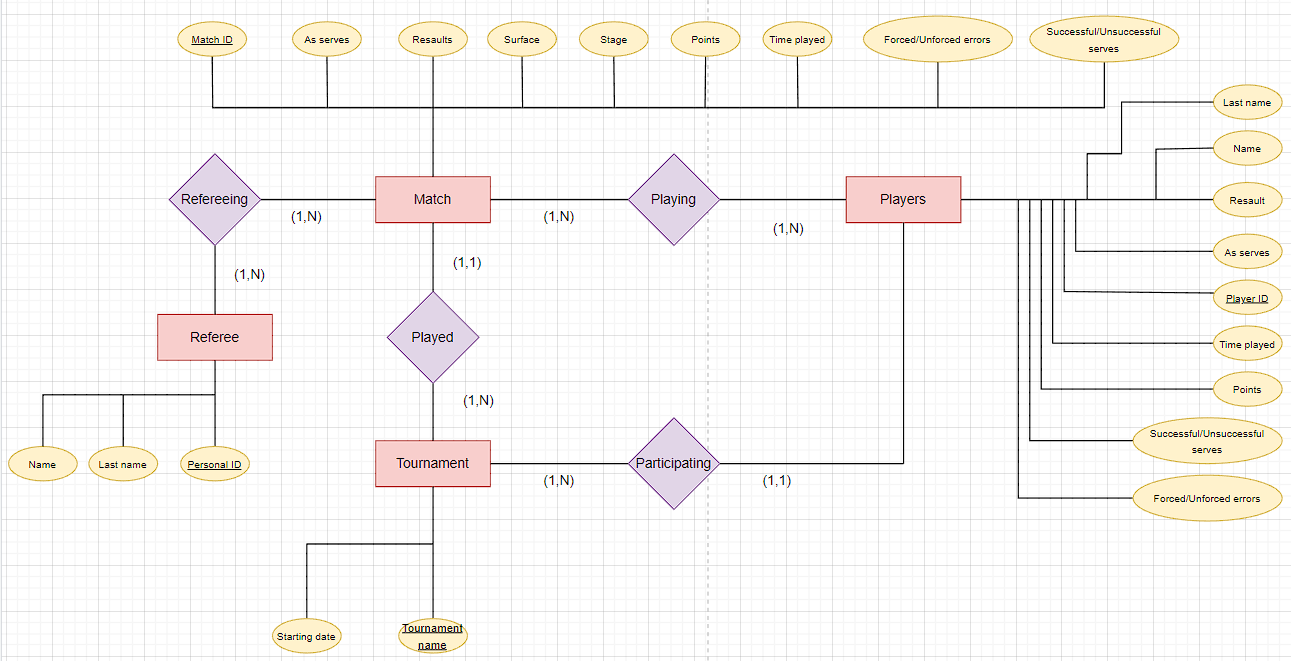 Match ID
As serves
Resaults
Surface
Stage
Points
Time played
Forced/Unforced errors
Successful/Unsuccessful
serves
Last name
Name
Resault
As serves
Player ID
Time played
Points
Successful/Unsuccessful
serves
Forced/Unforced errors
Refereeing
(1,N)
Match
(1,N)
Playing
(1,N)
Players
(1,N)
(1,1)
Referee
Played
(1,N)
Name
Last name
Personal ID
Tournament
(1,N)
Participating
(1,1)
Starting date
Tournament
name